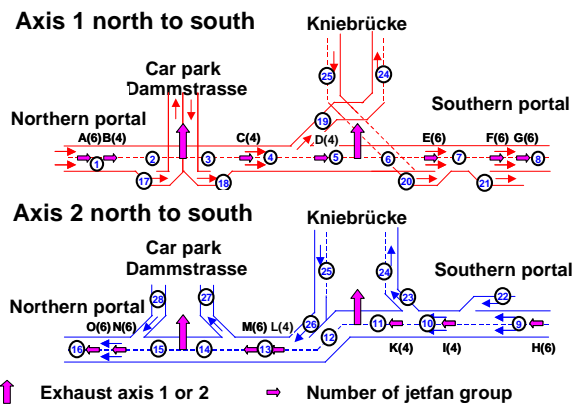 Axis 1 north to south
Kniebrücke
Car park
Dammstrasse
Northern portal
Southern portal
25
24
19
A(6) B(4)
C(4)
D(4)
E(6)
F(6) G(6)
1
2
3
4
5
6
7
8
17
18
20
21
Axis 2 north to south
Kniebrücke
Car park
Dammstrasse
Northern portal
Southern portal
28
27
25
24
23
22
O(6) N(6)
M(6) L(4)
26
16
15
14
13
12
11
10
9
K(4)
I(4)
H(6)
Exhaust axis 1 or 2
Number of jetfan group